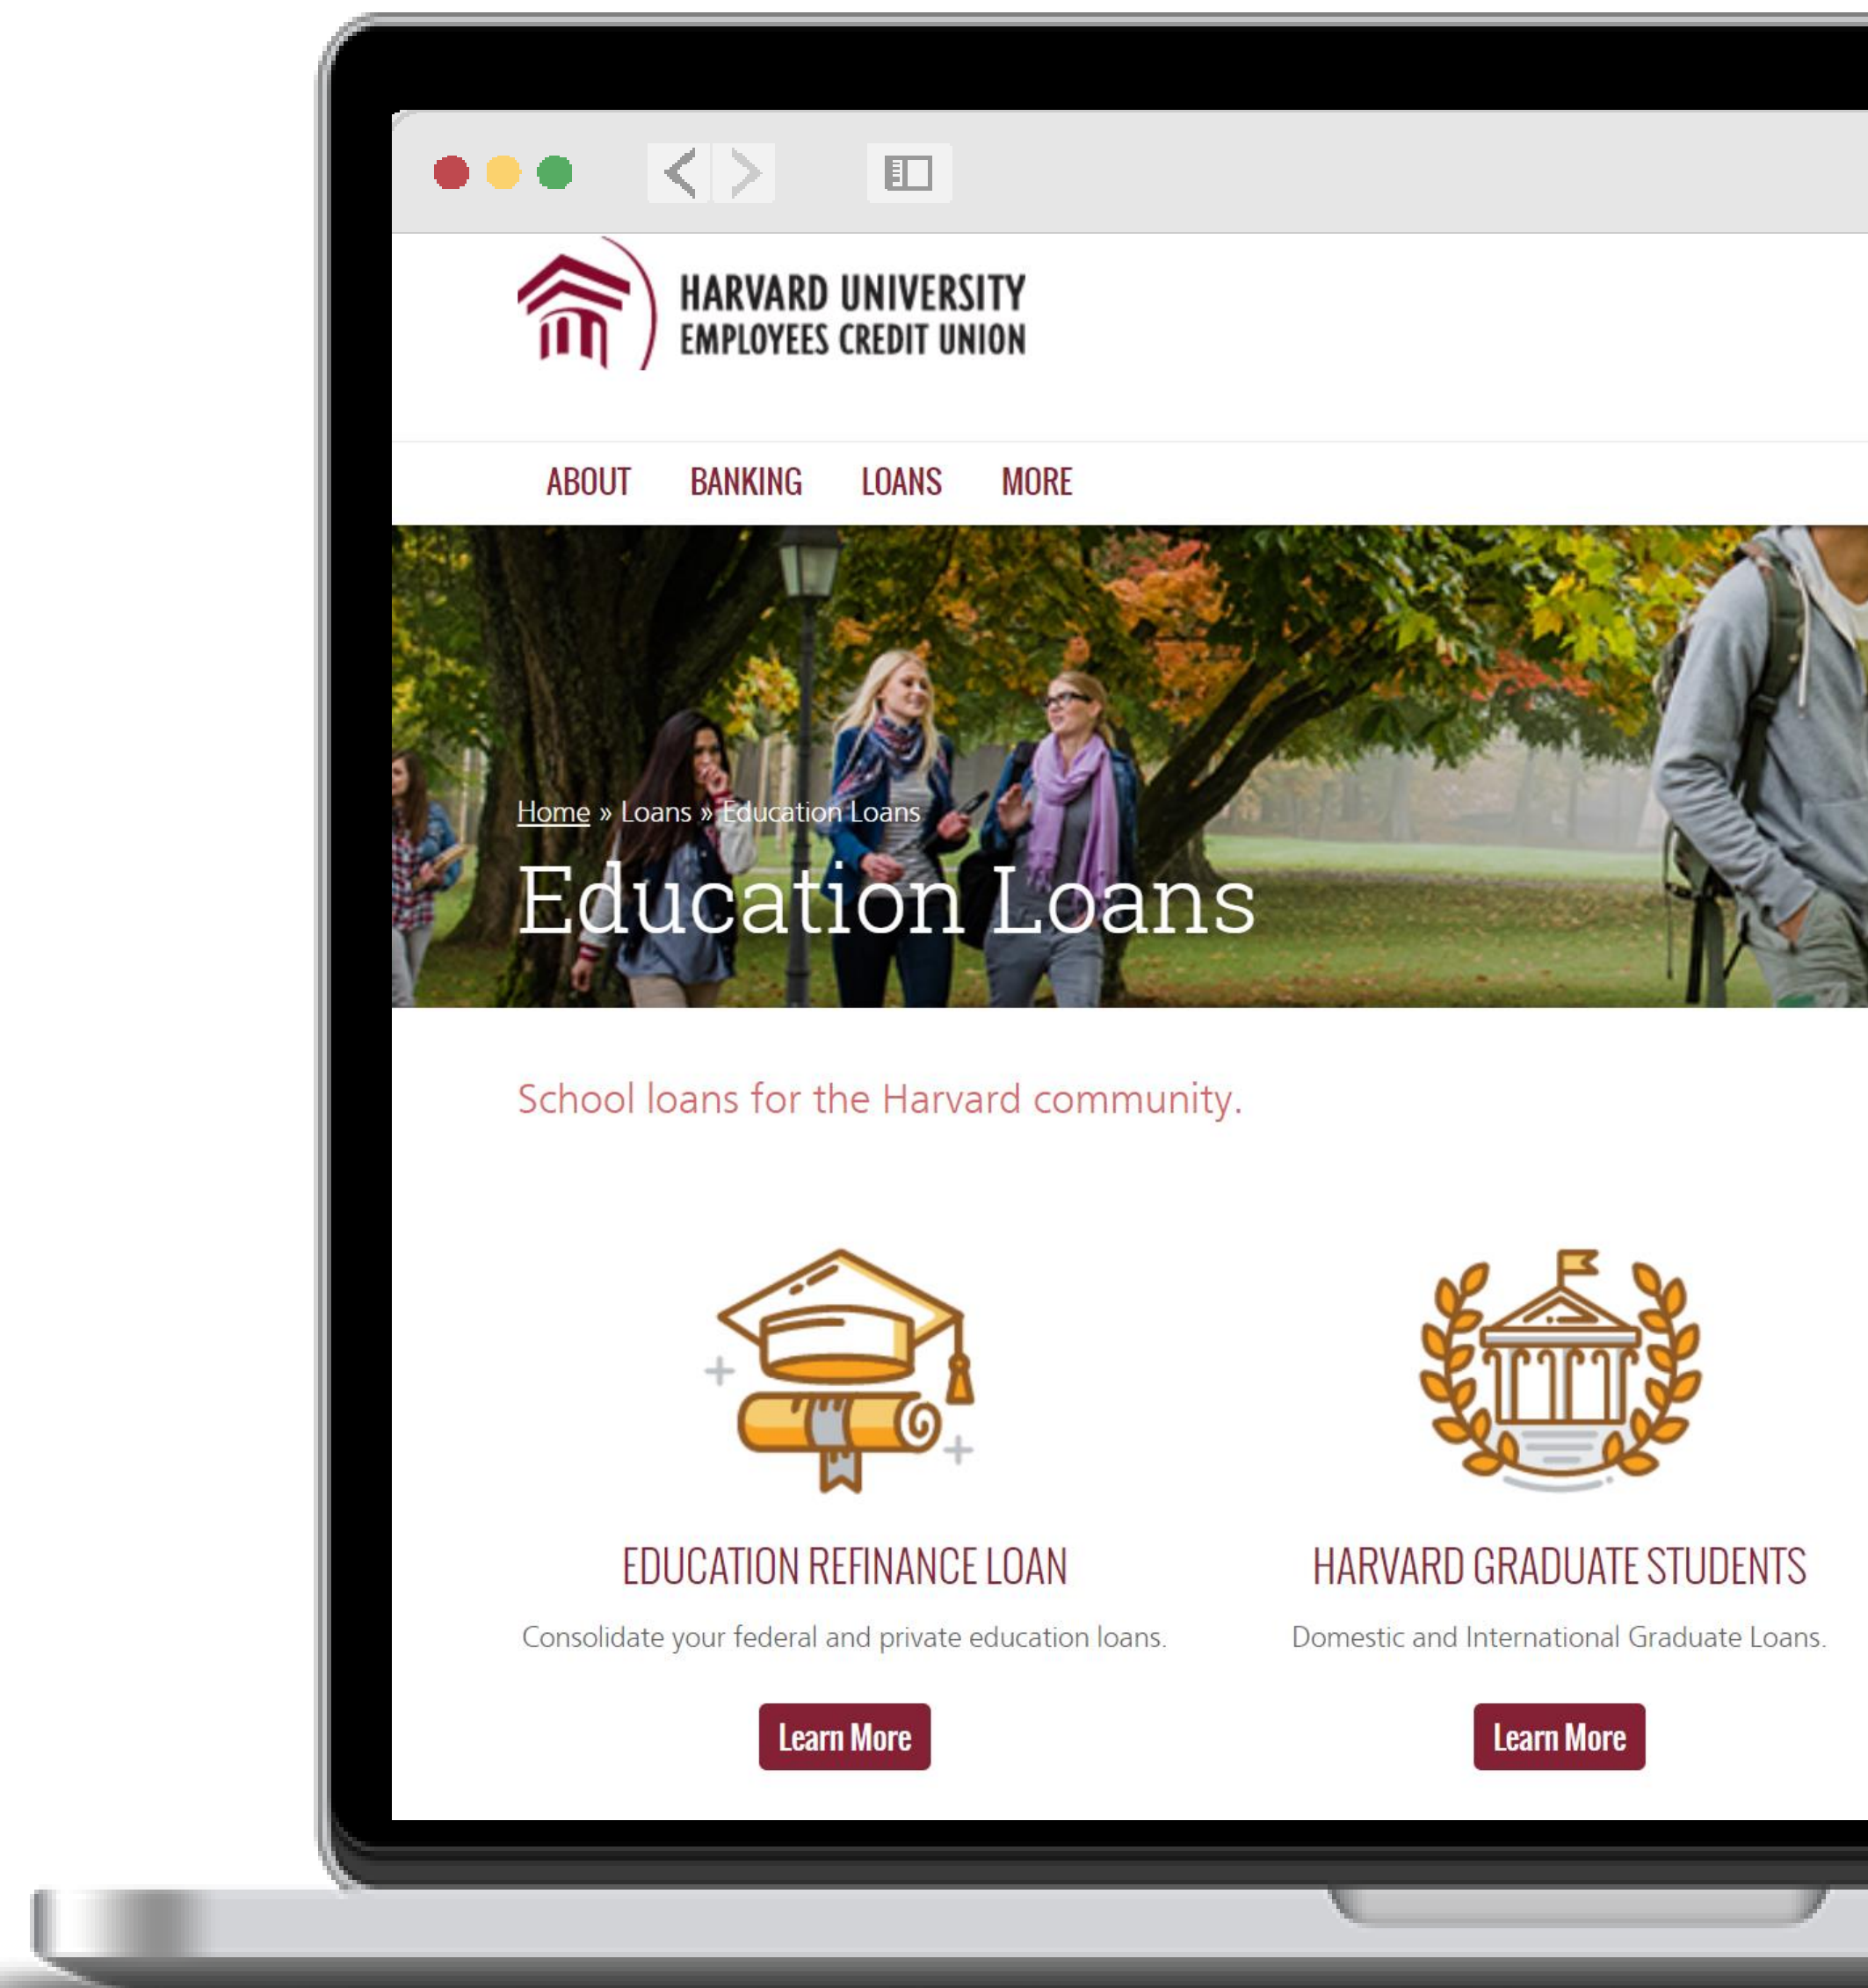 HARVARD UNIVERSITY
EMPLOYEES CREDIT UNION
ABOUT BANKING LOANS MORE
Home » Loans » Education Loans
Education Loans
School loans for the Harvard community.
EDUCATION REFINANCE LOAN
Consolidate your federal and private education loans.
Learn More
HARVARD GRADUATE STUDENTS
Domestic and International Graduate Loans.
Learn More